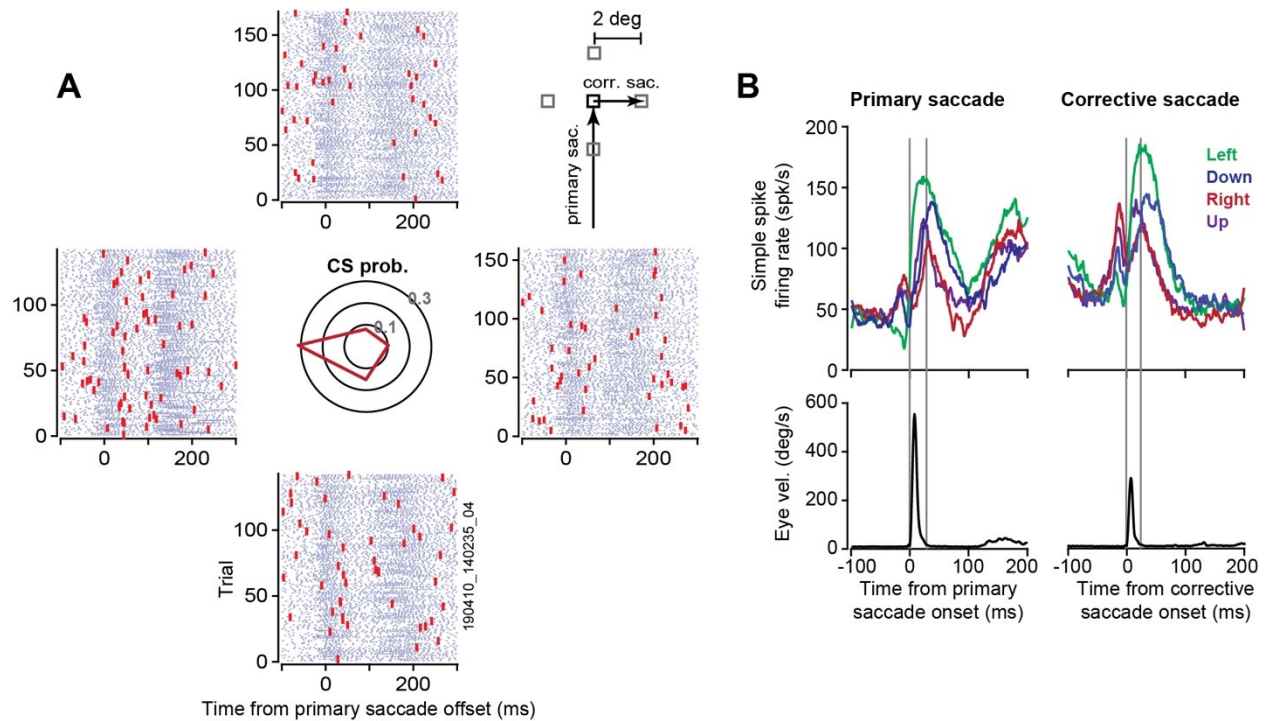 A
150
100
50
0
0
200
2 deg
corr. sac.
primary sac.
100
50
0
0
200
CS prob.
0.3
0.1
150
100
50
0
0
200
Trial
100
50
0
0
200
190410_140235_04
Time from primary saccade offset (ms)
B
Primary saccade
Corrective saccade
Simple spike
firing rate (spk/s)
200
150
100
50
0
Left
Down
Right
Up
Eye vel. (deg/s)
600
400
200
0
-100
0
100
200
-100
0
100
200
Time from primary
saccade onset (ms)
Time from corrective
saccade onset (ms)